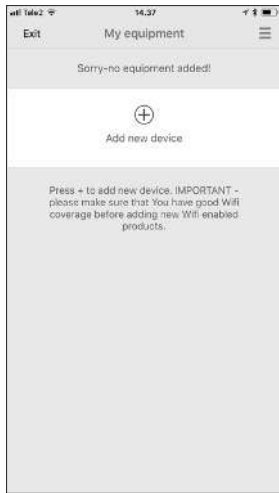 Tele2 14.37
Exit My equipment
Sorry-no equipment added!
Add new device
Press + to add new device. IMPORTANT -
please make sure that You have good Wifi
coverage before adding new Wifi enabled
products.